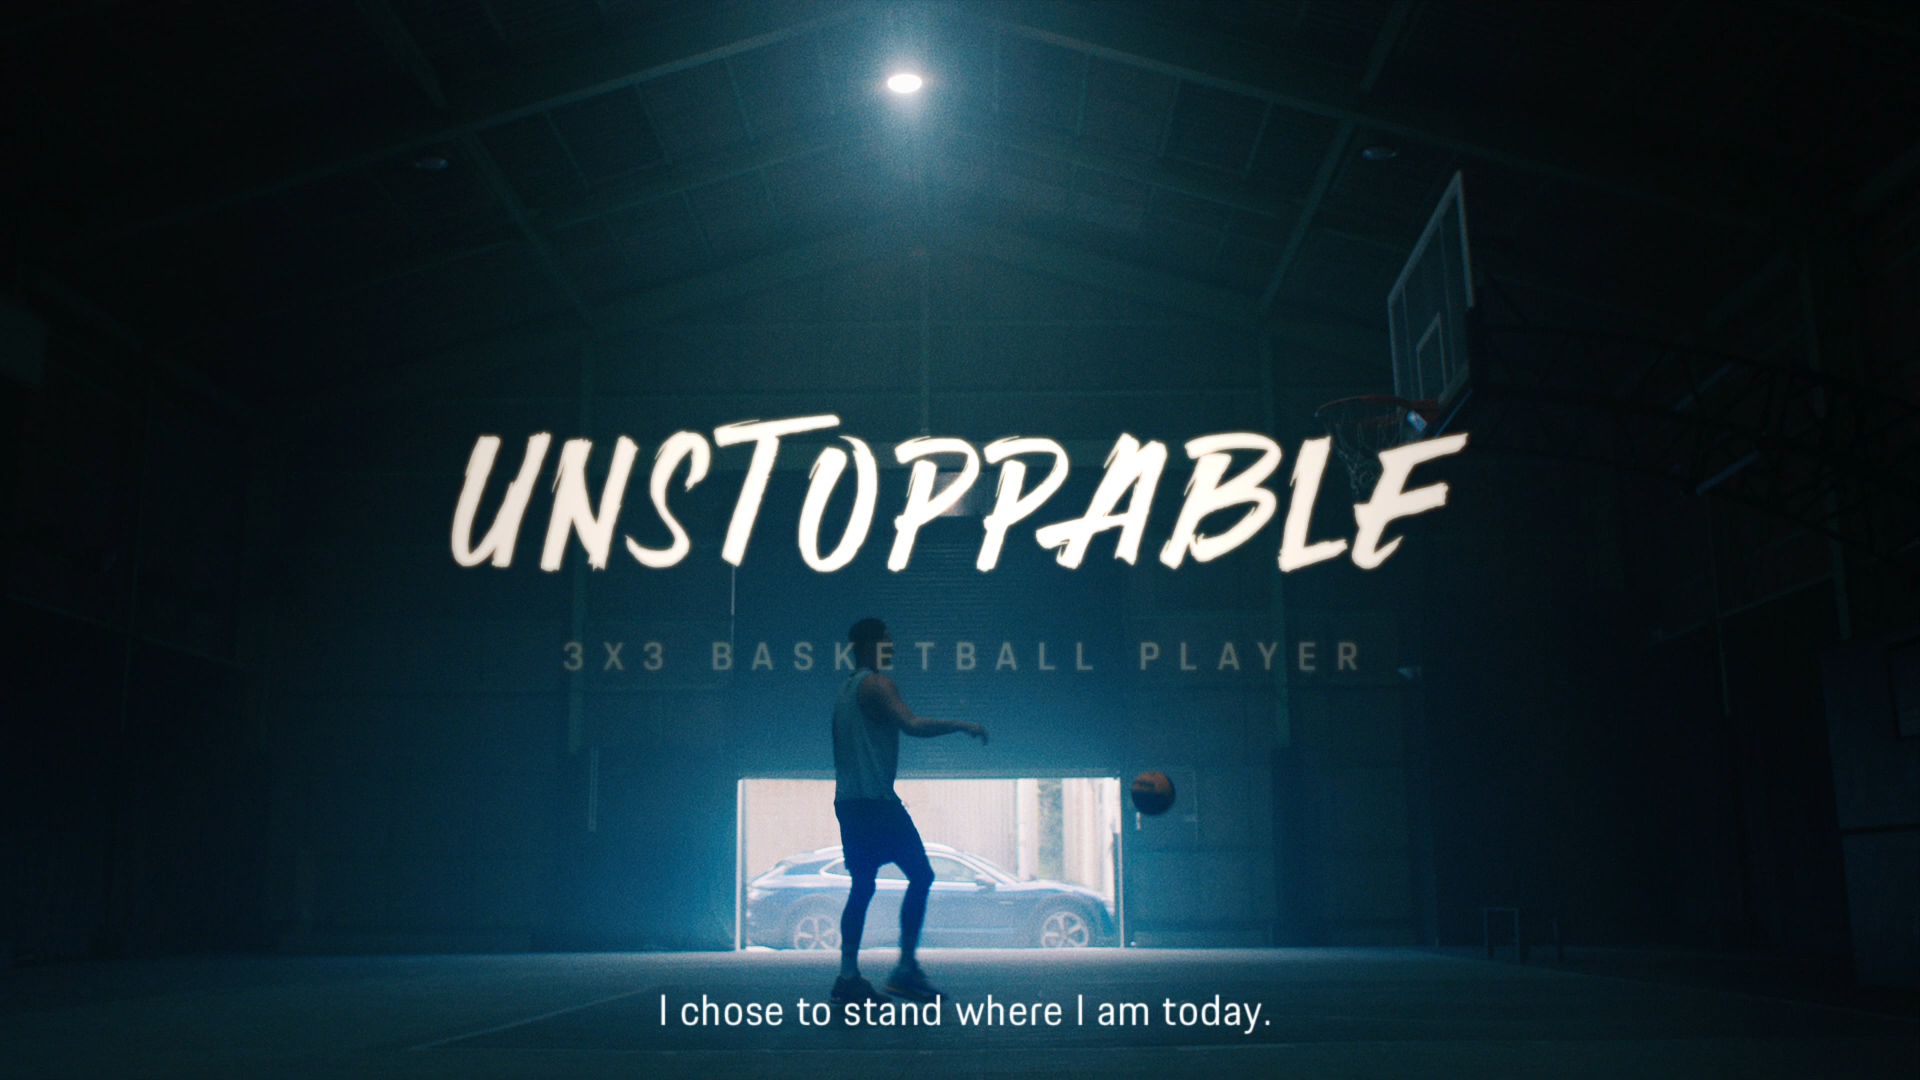 UNSTOPPABLE
3X3 BASKETBALL PLAYER
I chose to stand where I am today.